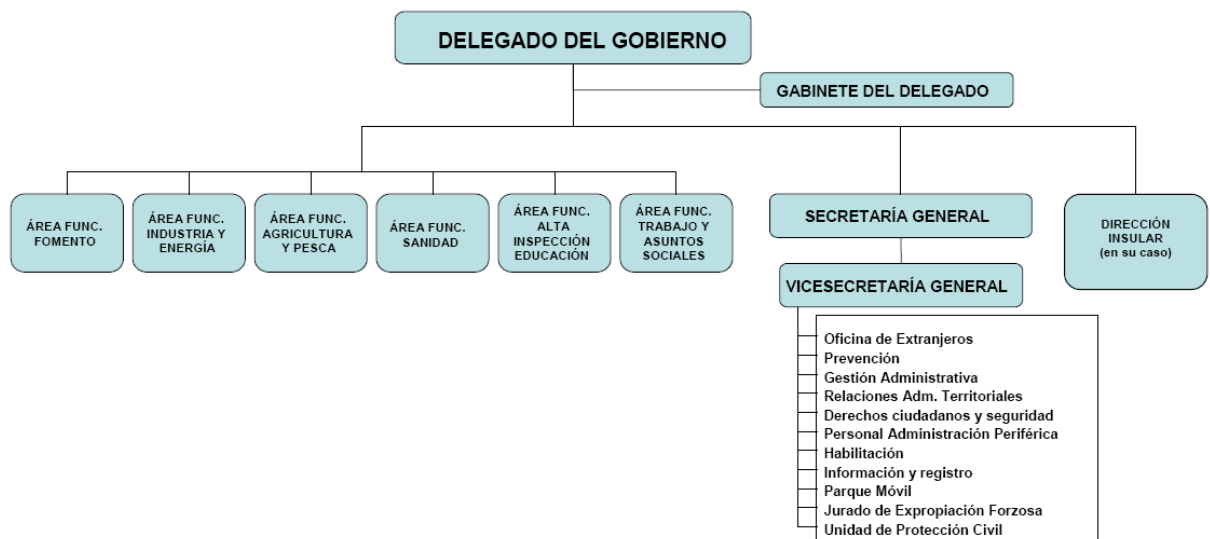 DELEGADO DEL GOBIERNO
GABINETE DEL DELEGADO
ÁREA FUNC.
FOMENTO
ÁREA FUNC.
INDUSTRIA Y
ENERGÍA
ÁREA FUNC.
AGRICULTURA
Y PESCA
ÁREA FUNC.
SANIDAD
ÁREA FUNC.
ALTA
INSPECCIÓN
EDUCACIÓN
ÁREA FUNC.
TRABAJO Y
ASUNTOS
SOCIALES
SECRETARÍA GENERAL
DIRECCIÓN
INSULAR
(en su caso)
VICESECRETARÍA GENERAL
Oficina de Extranjeros
Prevención
Gestión Administrativa
Relaciones Adm. Territoriales
Derechos ciudadanos y seguridad
Personal Administración Periférica
Habilitación
Información y registro
Parque Móvil
Jurado de Expropiación Forzosa
Unidad de Protección Civil